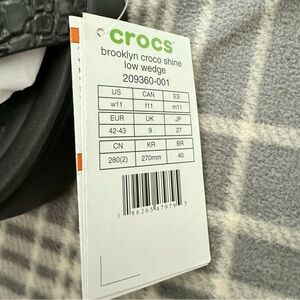 crocs™
brooklyn croco shine
low wedge
209360-001
US CAN ES
w11 f11 m11
EUR UK JP
42-43 9 27
CN KR BR
280(2) 270mm 40